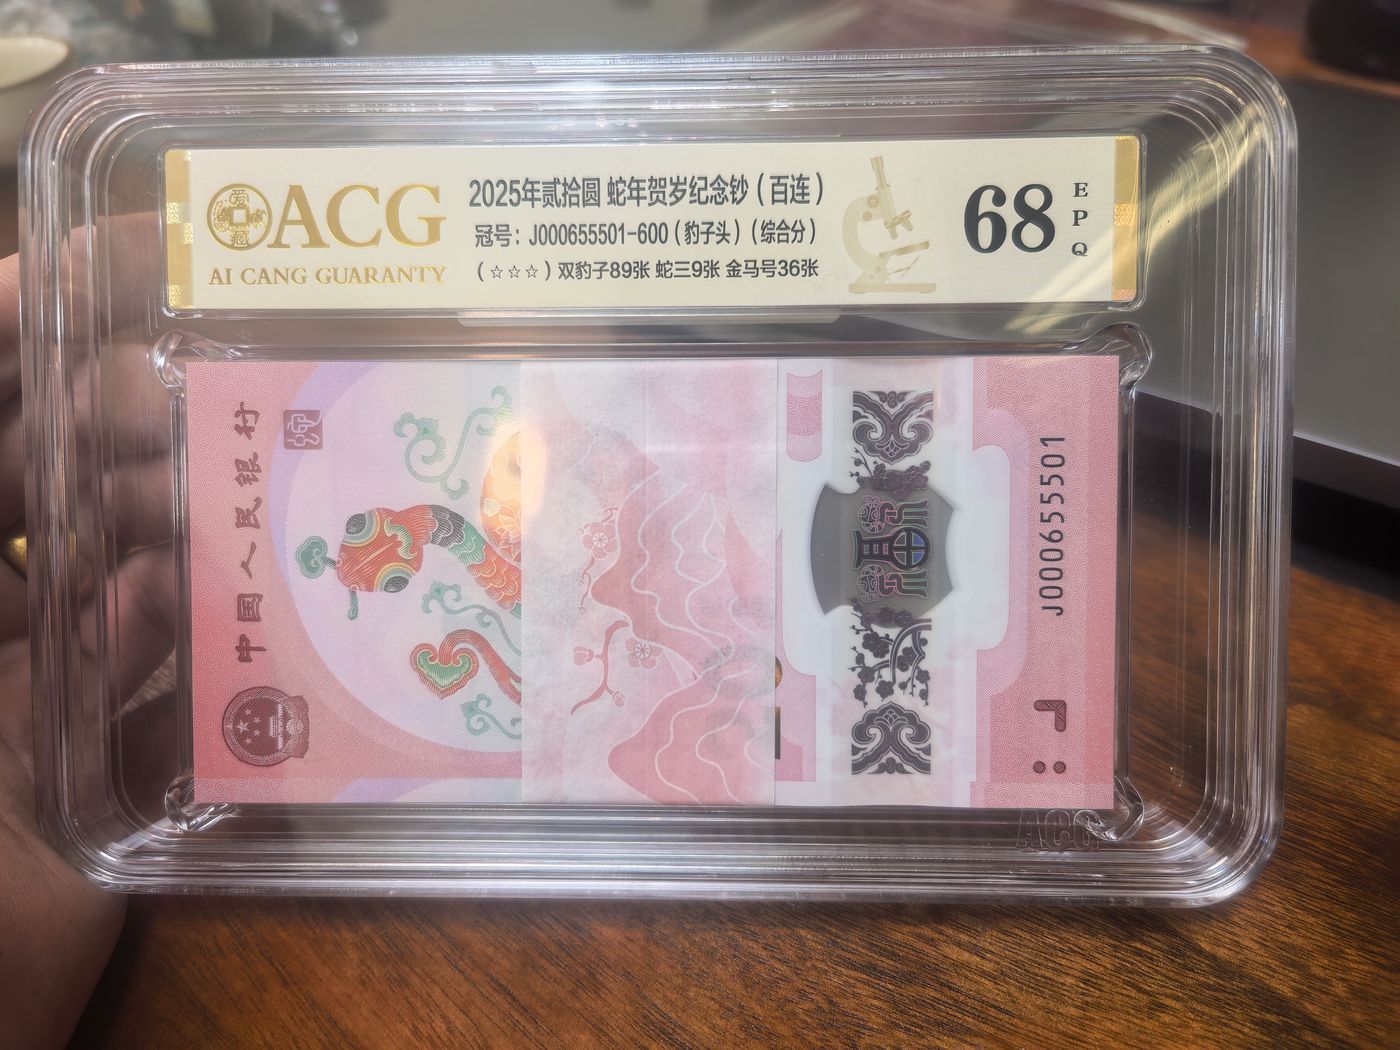 ACG
AI CANG GUARANTY
2025年贰拾圆 蛇年贺岁纪念钞(百连)
冠号: J000655501-600(豹子头)(综合分)
(☆☆☆)双豹子89张 蛇三9张 金马号36张
68
EPQ
中国人民银行
J000655501
ACG